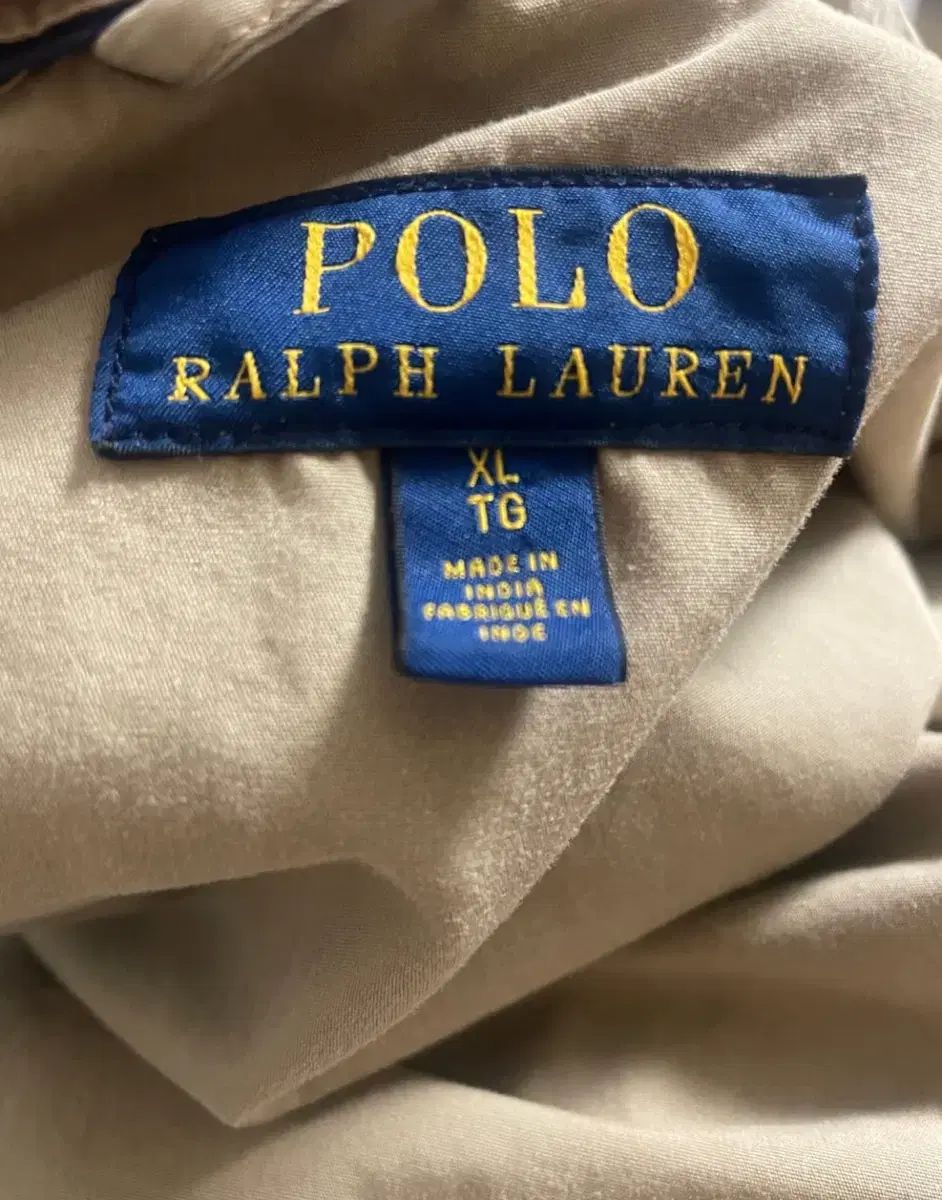 POLO
RALPH LAUREN
XL
TG
MADE IN
INDIA
FABRIQUÉ EN
INDE